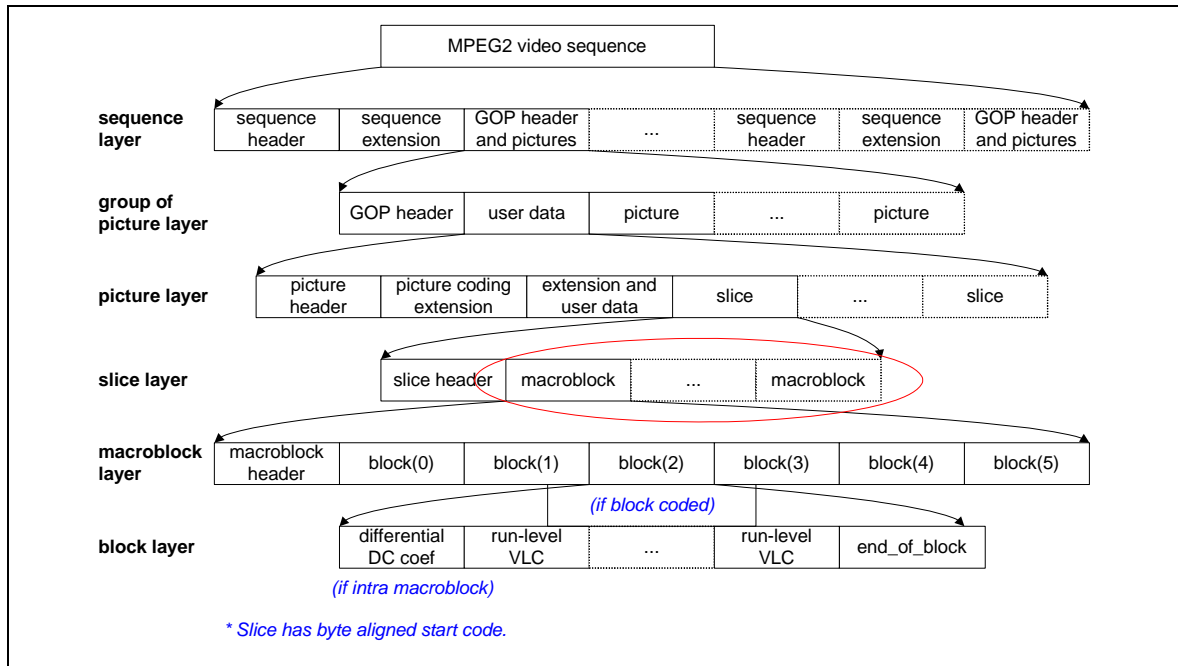 MPEG2 video sequence
sequence
layer
sequence
header
sequence
extension
GOP header
and pictures
...
sequence
header
sequence
extension
GOP header
and pictures
group of
picture layer
GOP header
user data
picture
...
picture
picture layer
picture
header
picture coding
extension
extension and
user data
slice
...
slice
slice layer
slice header
macroblock
...
macroblock
macroblock
layer
macroblock
header
block(0)
block(1)
block(2)
block(3)
block(4)
block(5)
(if block coded)
block layer
differential
DC coef
run-level
VLC
...
run-level
VLC
end_of_block
(if intra macroblock)
* Slice has byte aligned start code.